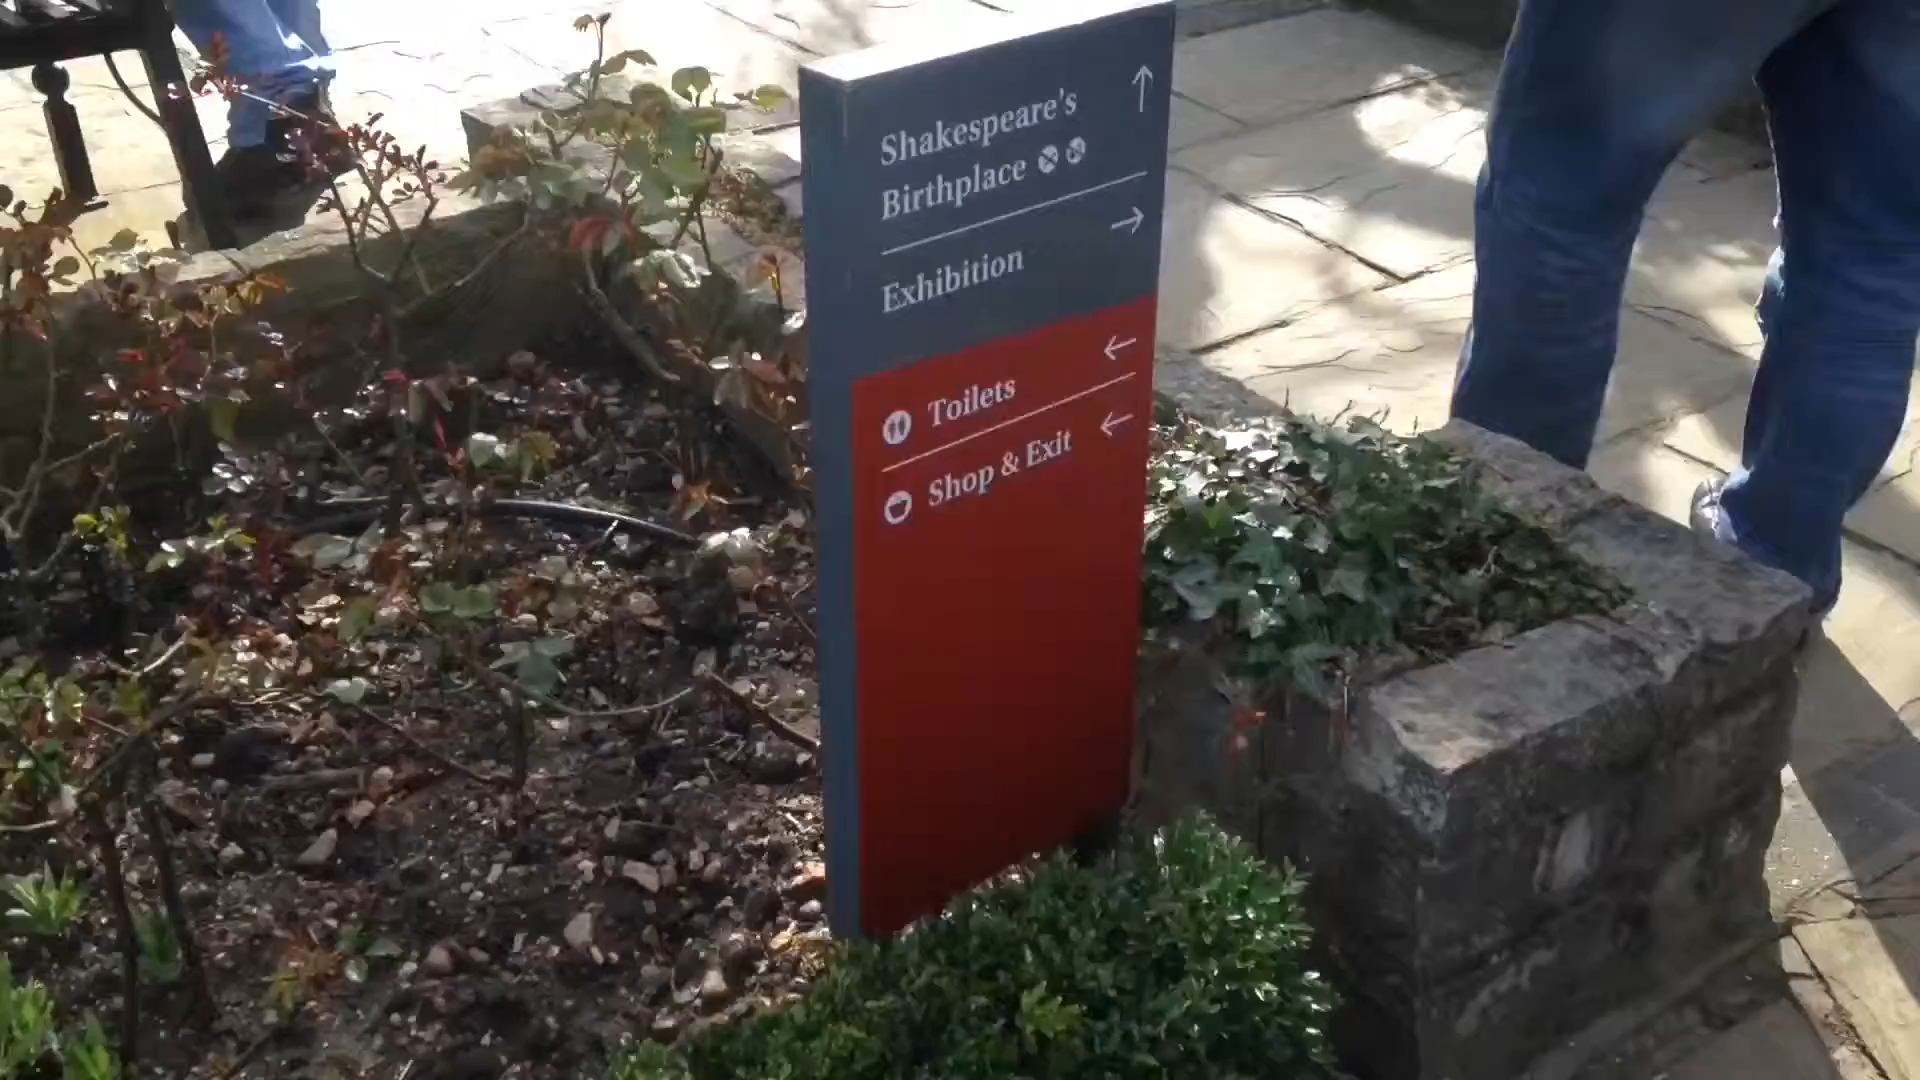 Shakespeare's
Birthplace
Exhibition
Toilets
Shop & Exit